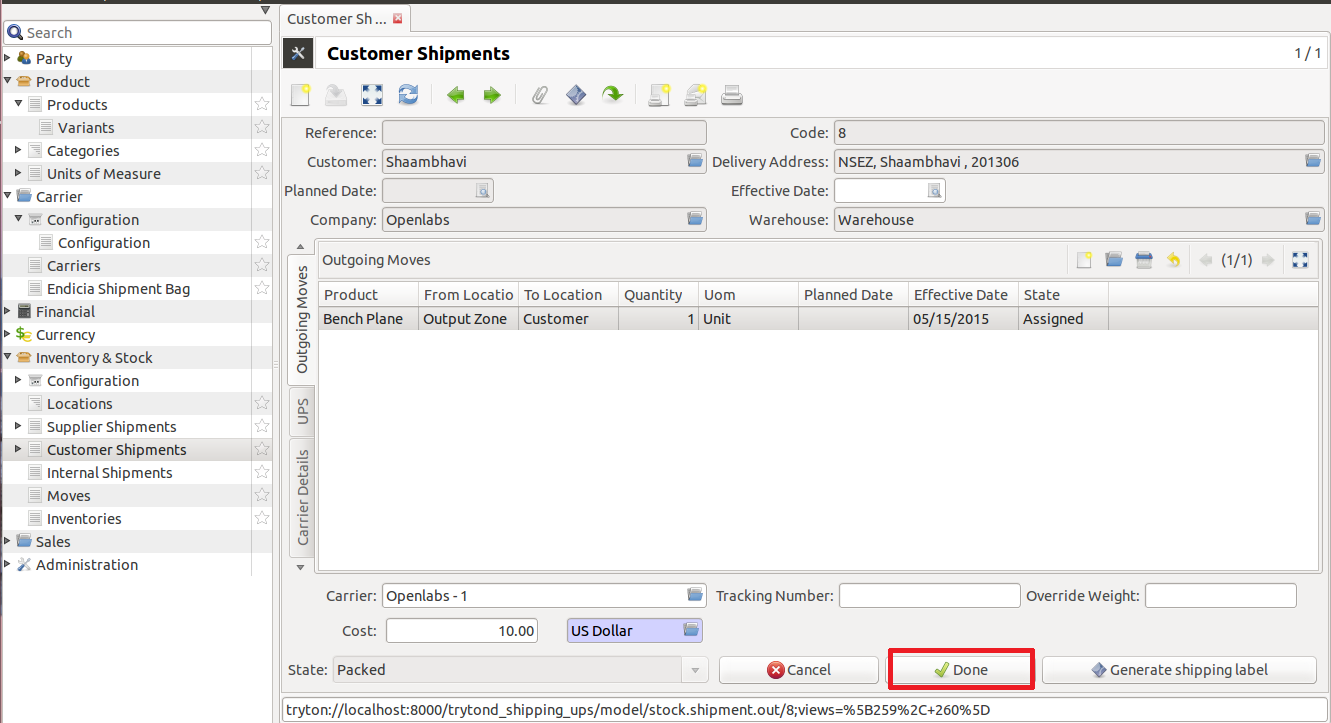 Customer Sh ...
Search
Customer Shipments
1 / 1
Party
Product
Products
Variants
Categories
Units of Measure
Carrier
Configuration
Configuration
Carriers
Endicia Shipment Bag
Financial
Currency
Inventory & Stock
Configuration
Locations
Supplier Shipments
Customer Shipments
Internal Shipments
Moves
Inventories
Sales
Administration
Reference:
Code: 8
Customer: Shaambhavi
Delivery Address: NSEZ, Shaambhavi , 201306
Planned Date:
Effective Date:
Company: Openlabs
Warehouse: Warehouse
Outgoing Moves
UPS
Carrier Details
Outgoing Moves
(1/1)
Product From Locatio To Location Quantity Uom Planned Date Effective Date State
Bench Plane Output Zone Customer 1 Unit 05/15/2015 Assigned
Carrier: Openlabs - 1
Tracking Number:
Override Weight:
Cost: 10.00 US Dollar
State: Packed
Cancel
Done
Generate shipping label
tryton://localhost:8000/trytond_shipping_ups/model/stock.shipment.out/8;views=%5B259%2C+260%5D